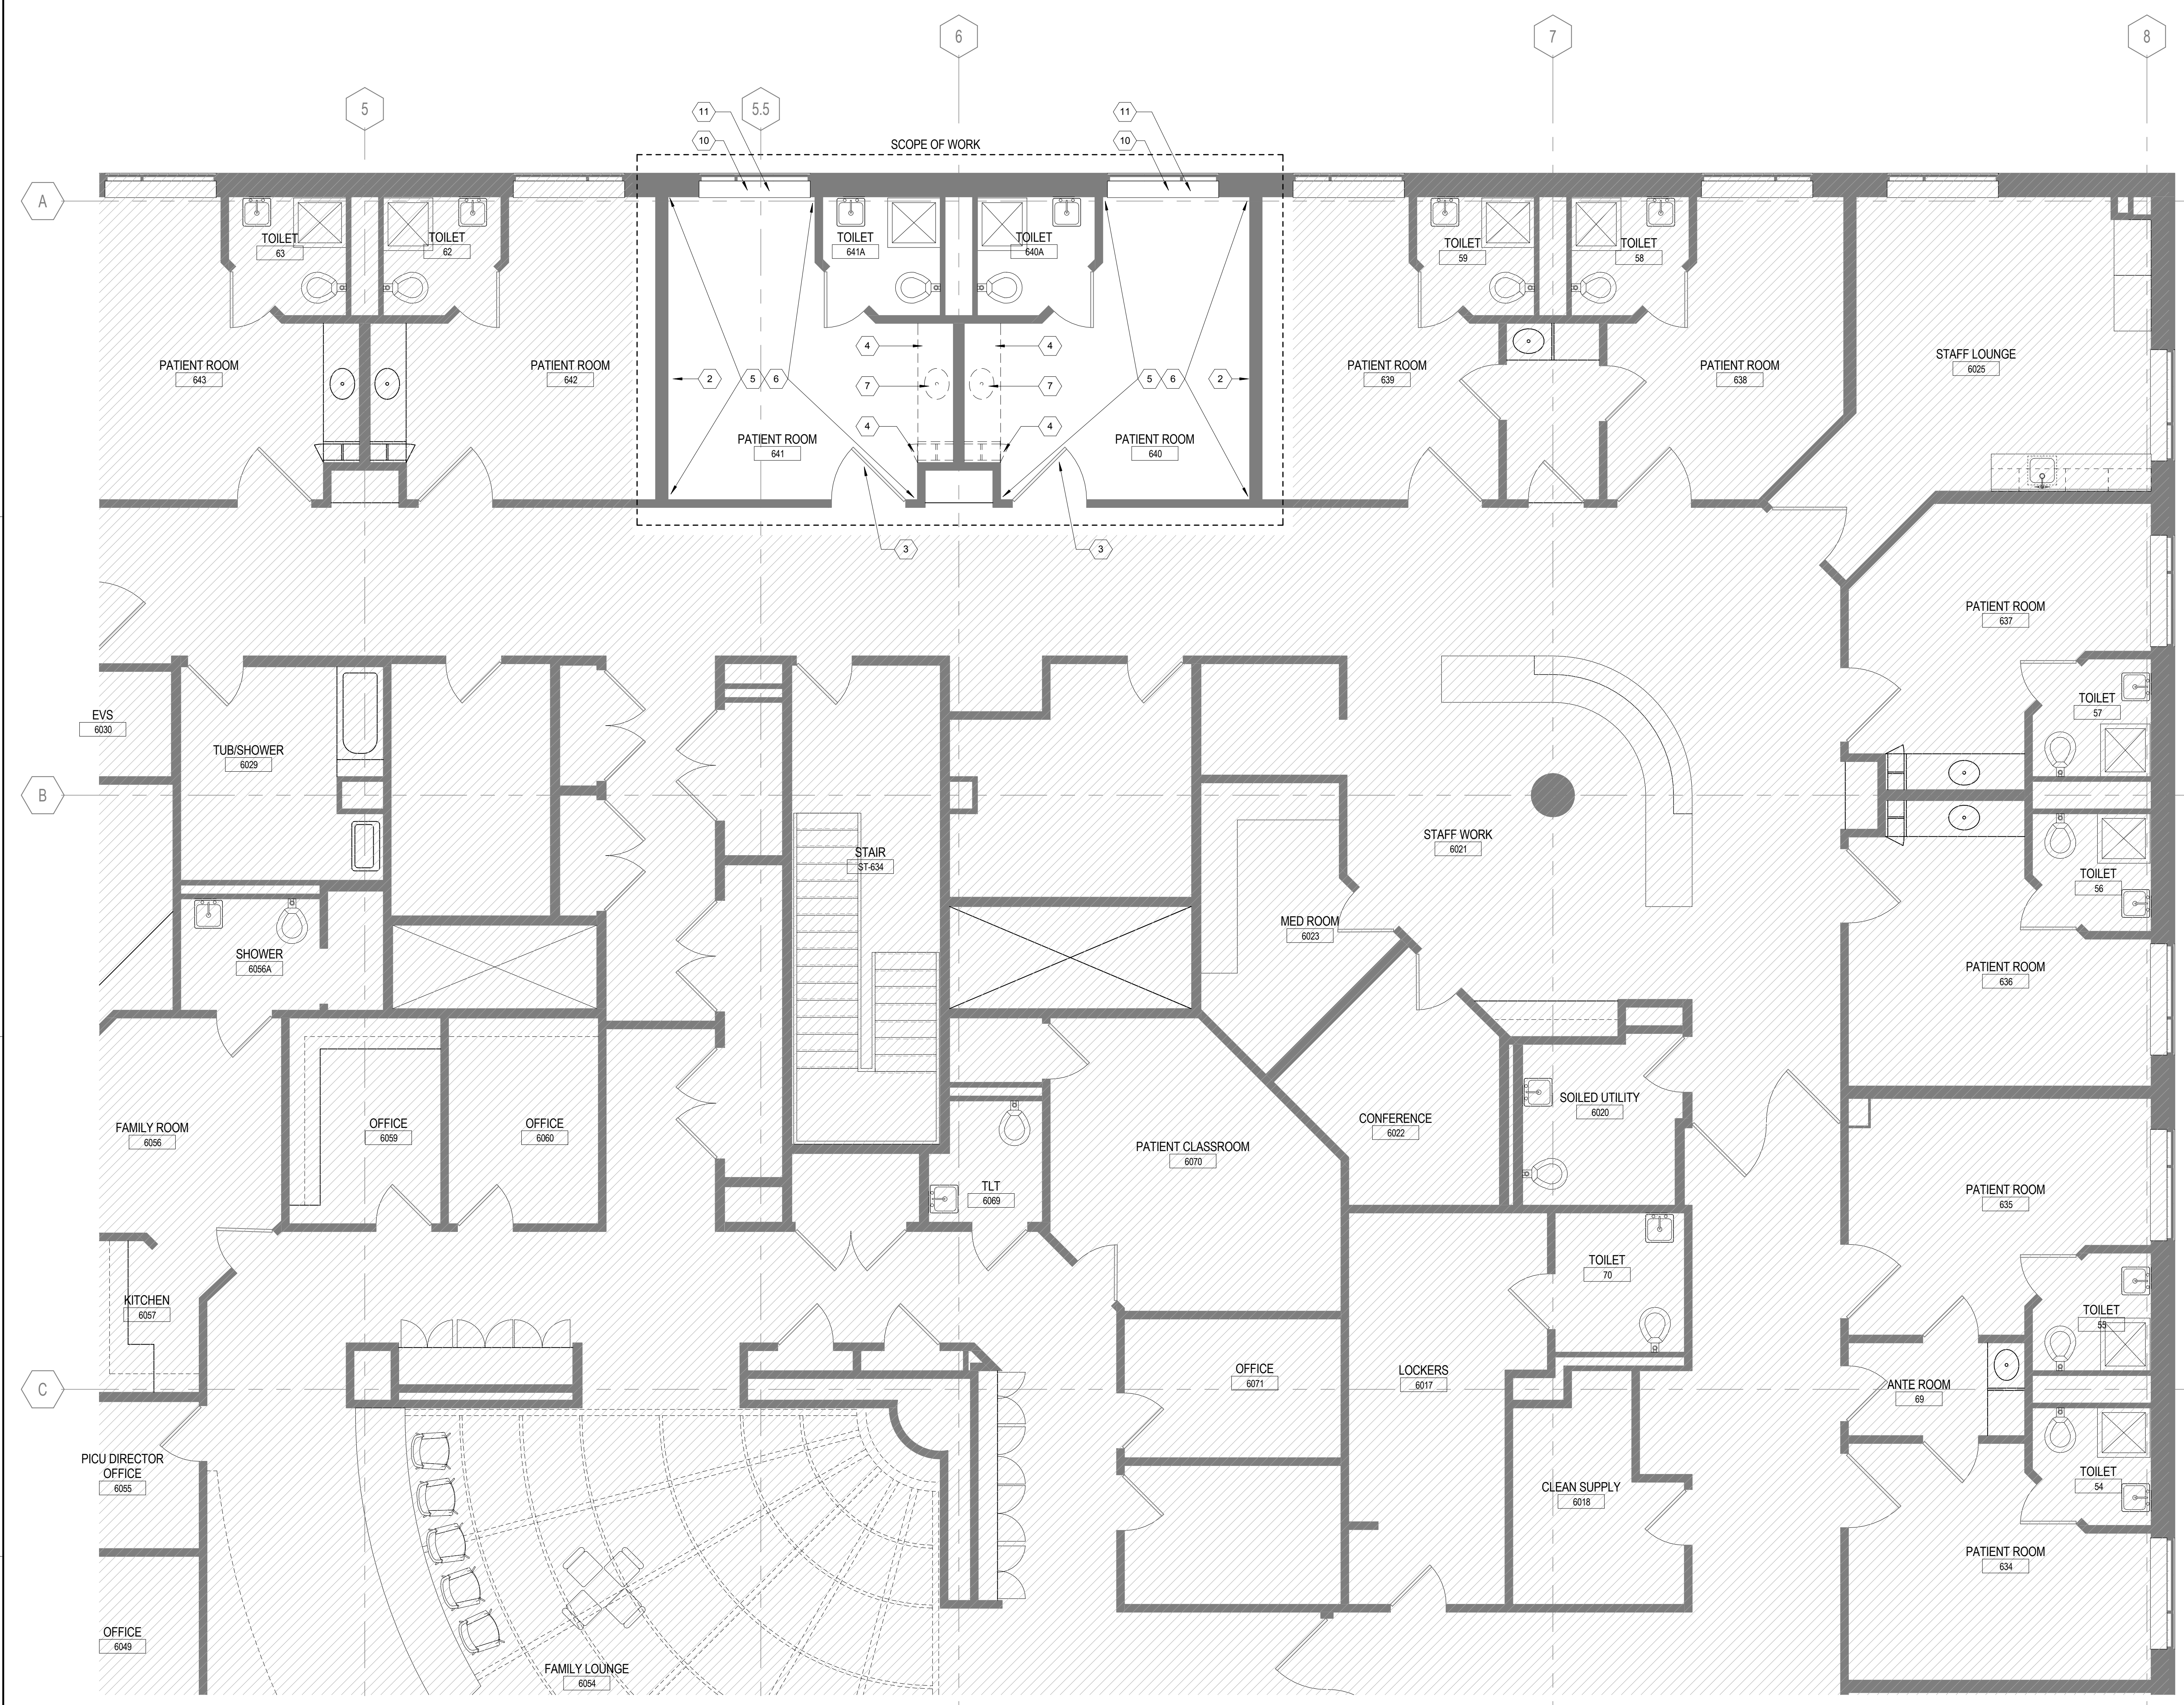 6
7
8
5
5.5
11
11
10
10
SCOPE OF WORK
A
TOILET
63
TOILET
62
TOILET
641A
TOILET
640A
TOILET
59
TOILET
58
4
4
PATIENT ROOM
643
PATIENT ROOM
642
2
5
6
7
7
5
6
2
PATIENT ROOM
639
PATIENT ROOM
638
STAFF LOUNGE
6025
4
4
PATIENT ROOM
641
PATIENT ROOM
640
3
3
PATIENT ROOM
637
EVS
6030
TUB/SHOWER
6029
TOILET
57
B
STAFF WORK
6021
STAIR
ST-634
TOILET
56
MED ROOM
6023
SHOWER
6056A
PATIENT ROOM
636
FAMILY ROOM
6056
OFFICE
6059
OFFICE
6060
PATIENT CLASSROOM
6070
CONFERENCE
6022
SOILED UTILITY
6020
TLT
6069
PATIENT ROOM
635
KITCHEN
6057
TOILET
70
TOILET
55
C
OFFICE
6071
LOCKERS
6017
ANTE ROOM
69
PICU DIRECTOR
OFFICE
6055
CLEAN SUPPLY
6018
TOILET
54
PATIENT ROOM
634
OFFICE
6049
FAMILY LOUNGE
6054